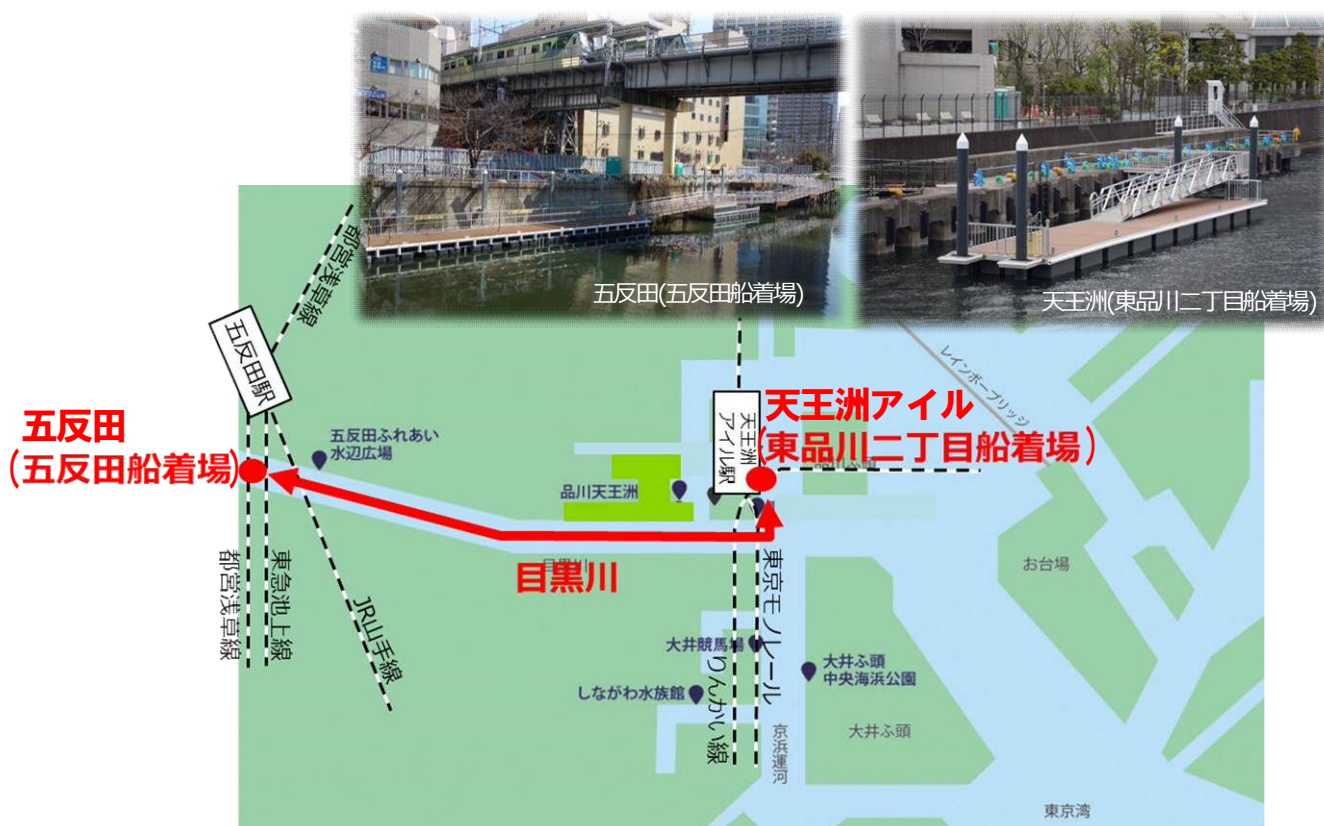 五反田(五反田船着場)
天王洲(東品川二丁目船着場)
都営浅草線
五反田駅
レインボーブリッジ
五反田
(五反田船着場)
五反田ふれあい
水辺広場
天王洲
アイル駅
天王洲アイル
(東品川二丁目船着場)
品川ふ頭
品川天王洲
目黒川
目黒川
お台場
都営浅草線
東急池上線
JR山手線
東京モノレール
りんかい線
大井競馬場
しながわ水族館
大井ふ頭
中央海浜公園
京浜運河
大井ふ頭
東京湾